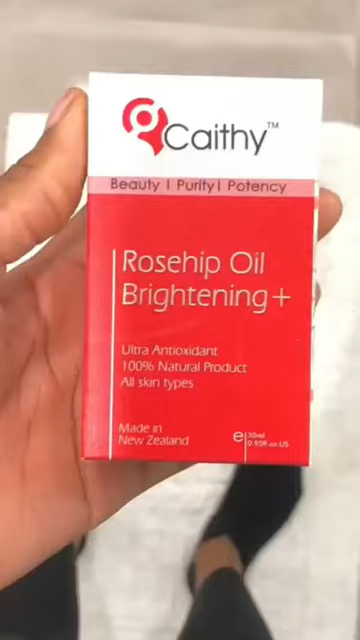 Caithy™
Beauty | Purity | Potency
Rosehip Oil
Brightening+
Ultra Antioxidant
100% Natural Product
All skin types
Made in
New Zealand
e 30ml